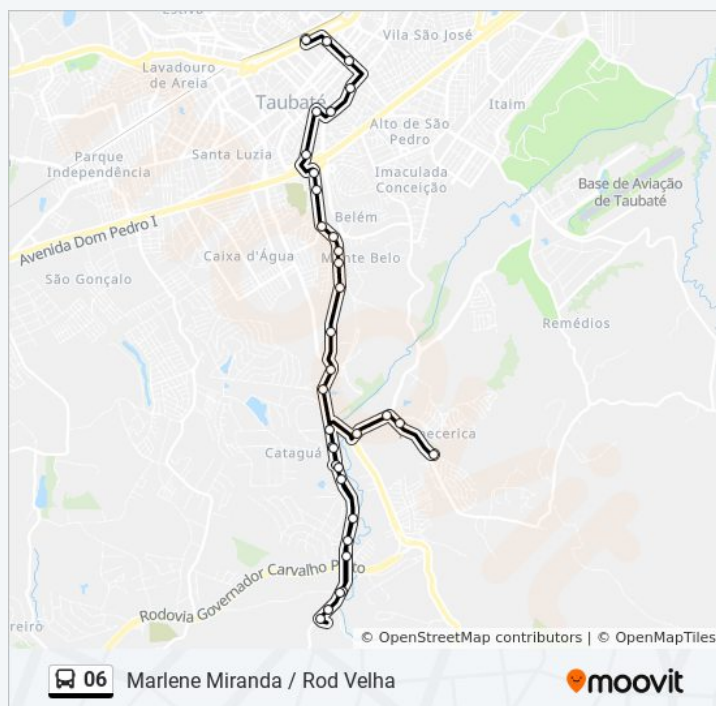 Estiva
Vila São José
Lavadouro
de Areia
Taubaté
Itaim
Alto de São
Pedro
Parque
Independência
Santa Luzia
Imaculada
Conceição
Base de Aviação
de Taubaté
Belém
Avenida Dom Pedro I
Caixa d'Água
Monte Belo
São Gonçalo
Remédios
Cataguá
Rodovia Governador Carvalho Pinto
© OpenStreetMap contributors | © OpenMapTiles
06 Marlene Miranda / Rod Velha
moovit